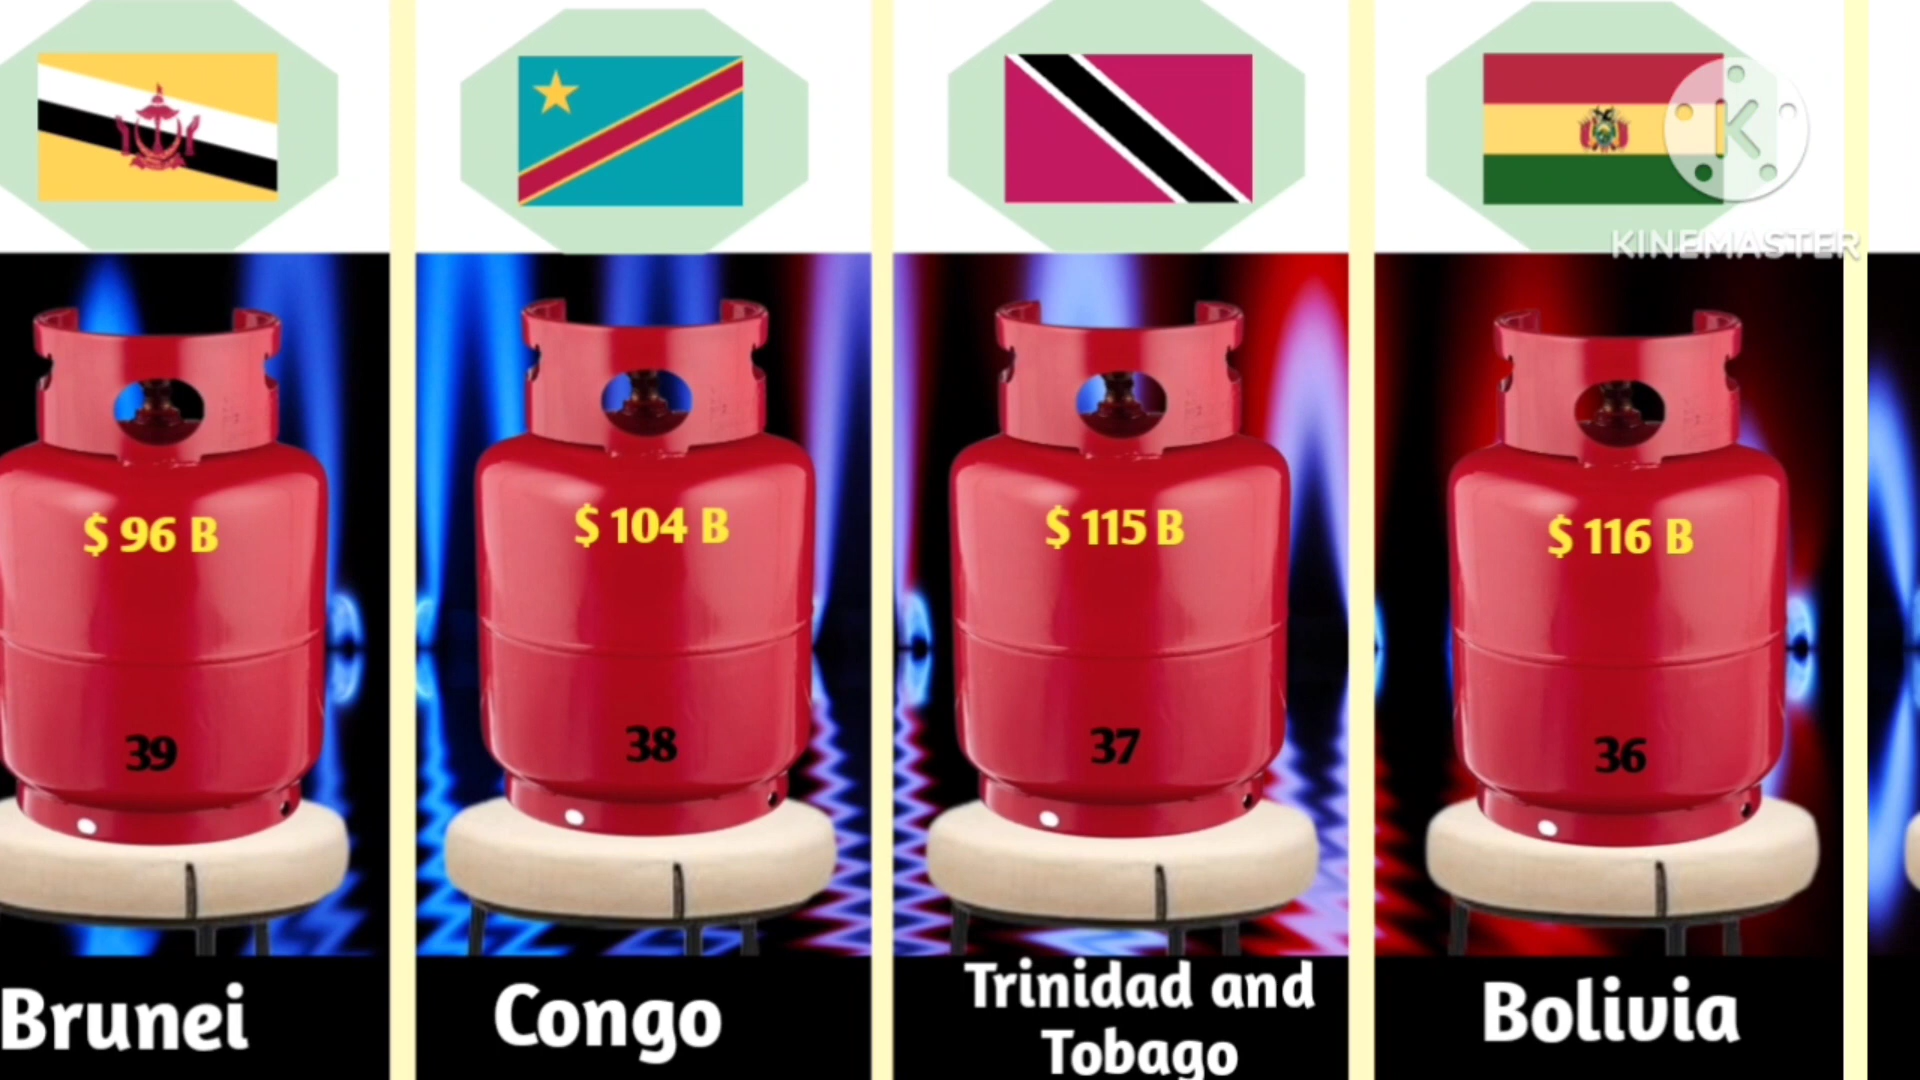 K
KINEMASTER
$ 96 B
$ 104 B
$ 115 B
$ 116 B
39
38
37
36
Brunei
Congo
Trinidad and
Tobago
Bolivia